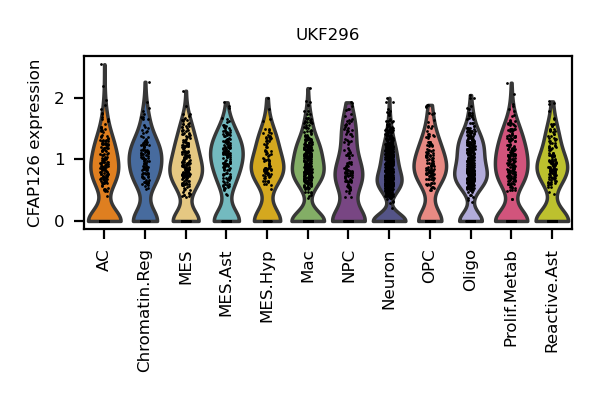 UKF296
CFAP126 expression
2
1
0
AC
Chromatin.Reg
MES
MES.Ast
MES.Hyp
Mac
NPC
Neuron
OPC
Oligo
Prolif.Metab
Reactive.Ast